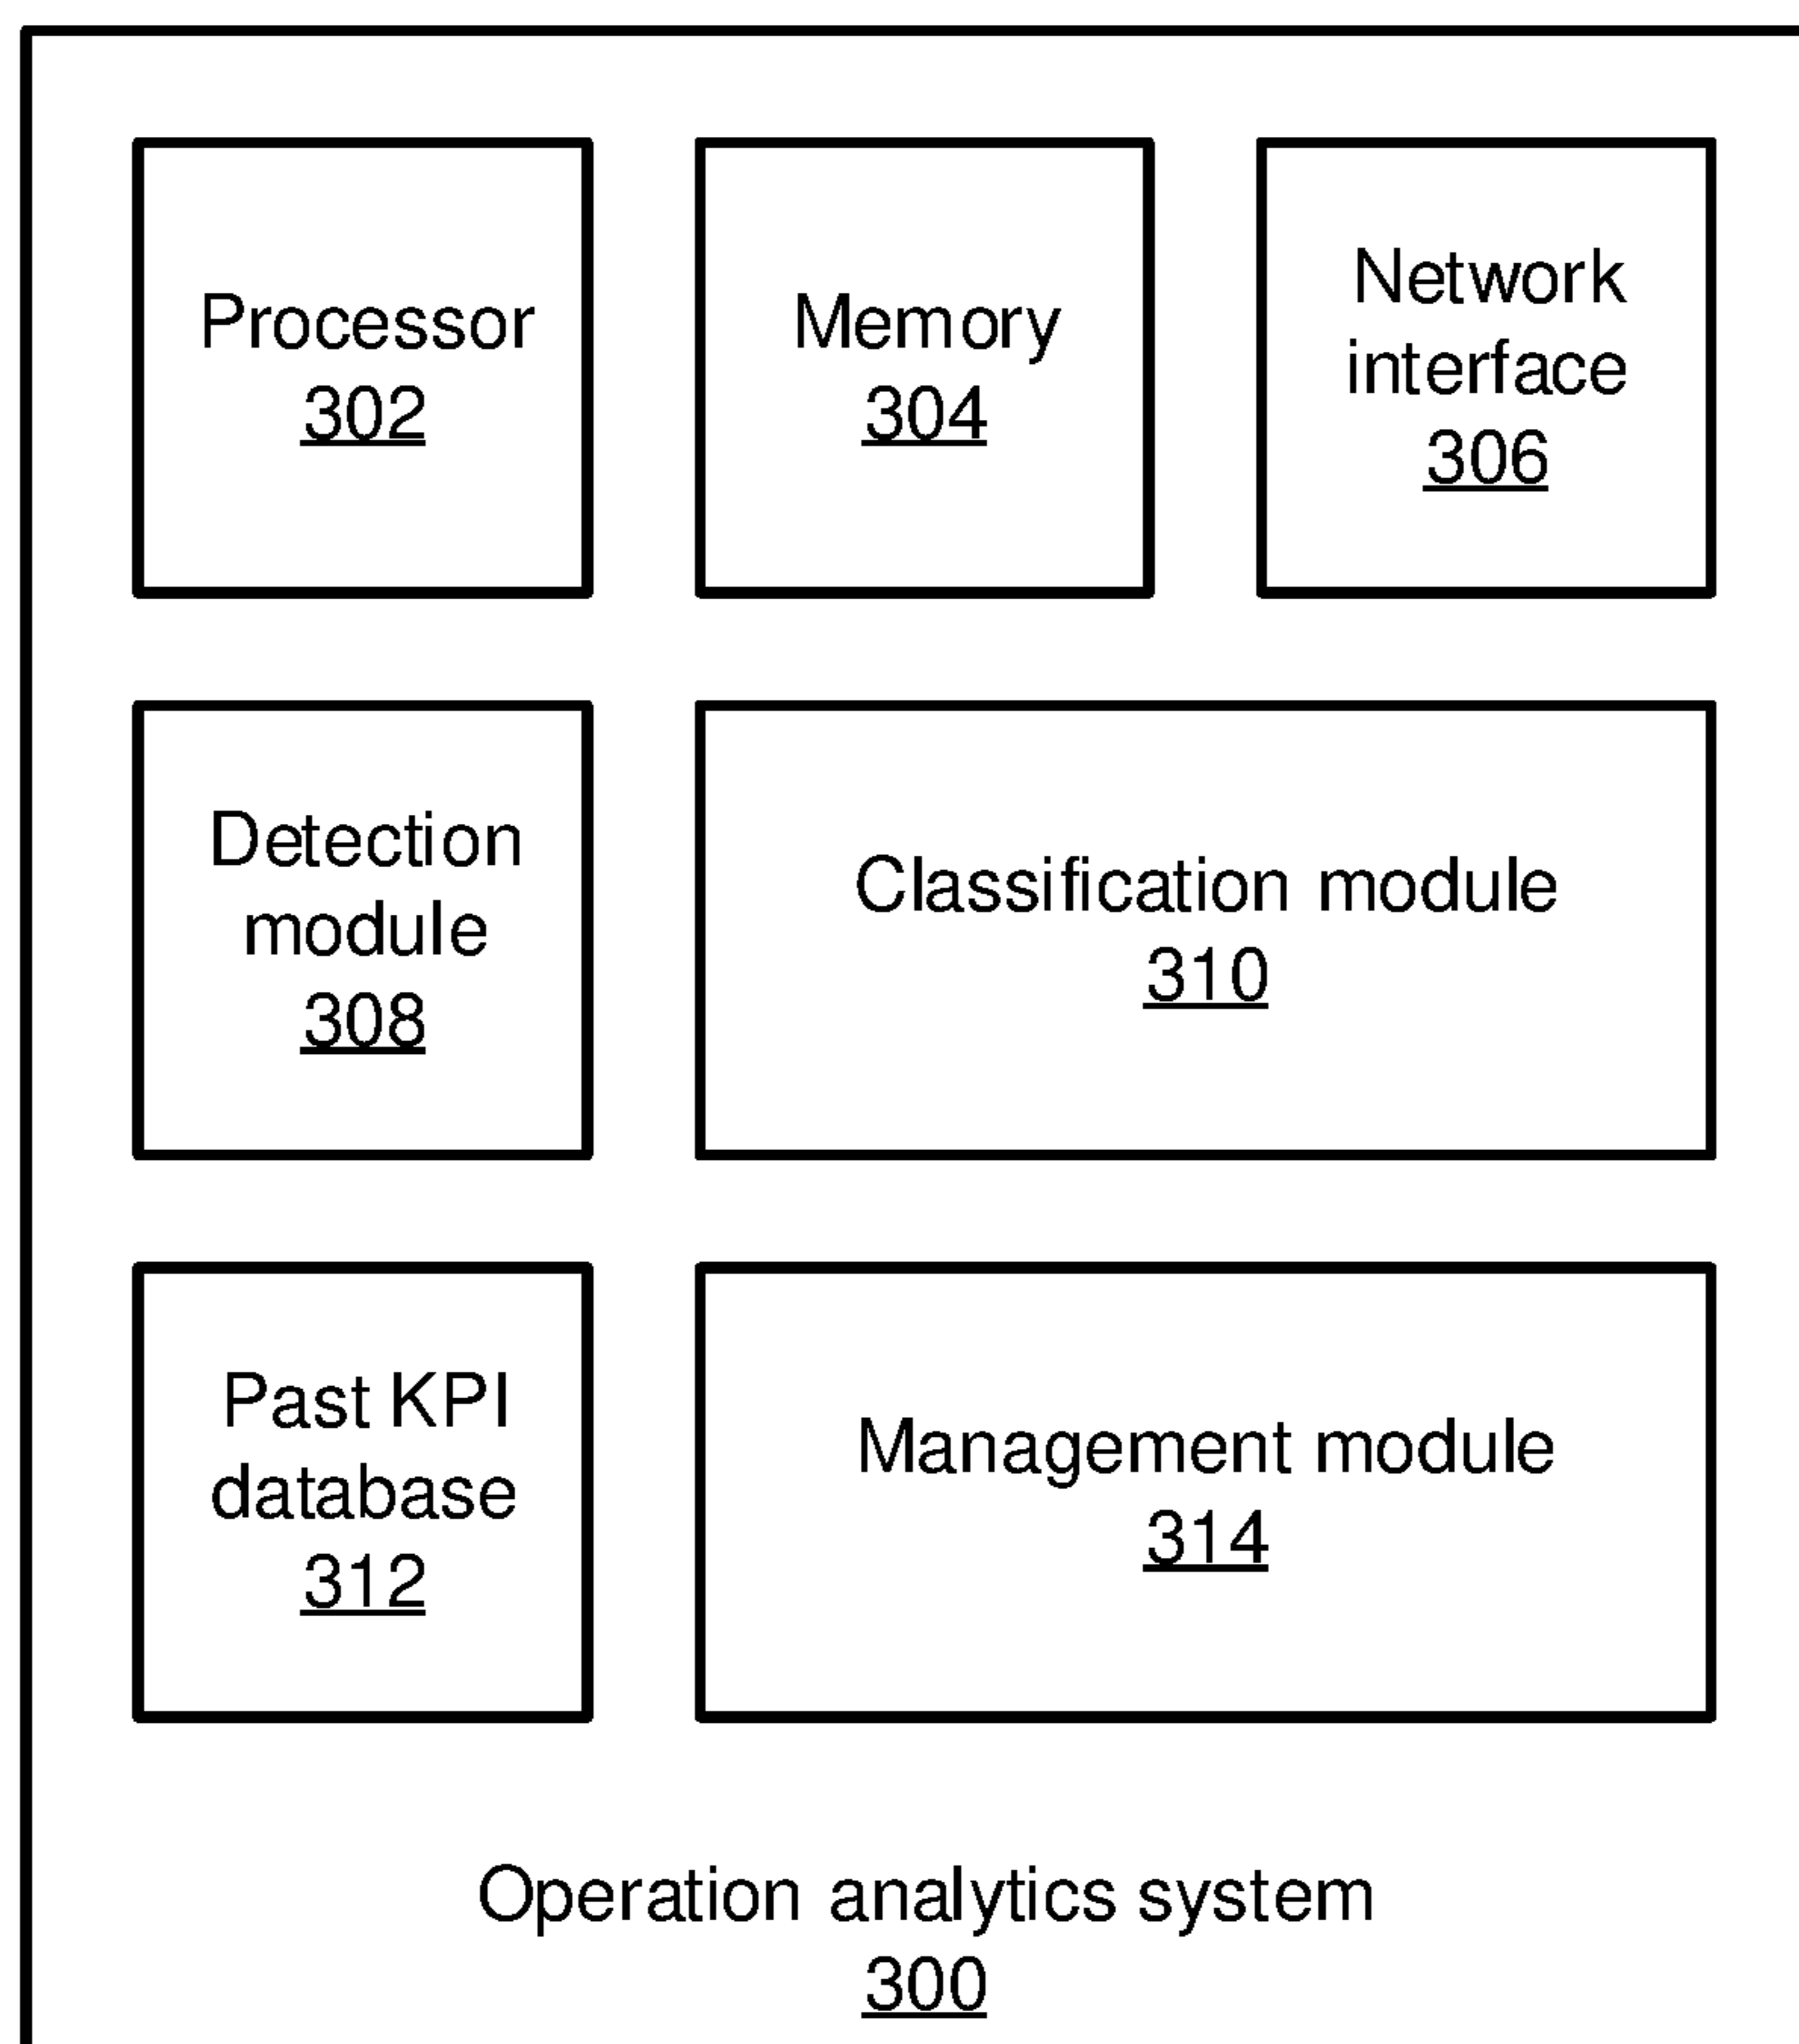 Processor
302
Memory
304
Network
interface
306
Detection
module
308
Classification module
310
Past KPI
database
312
Management module
314
Operation analytics system
300